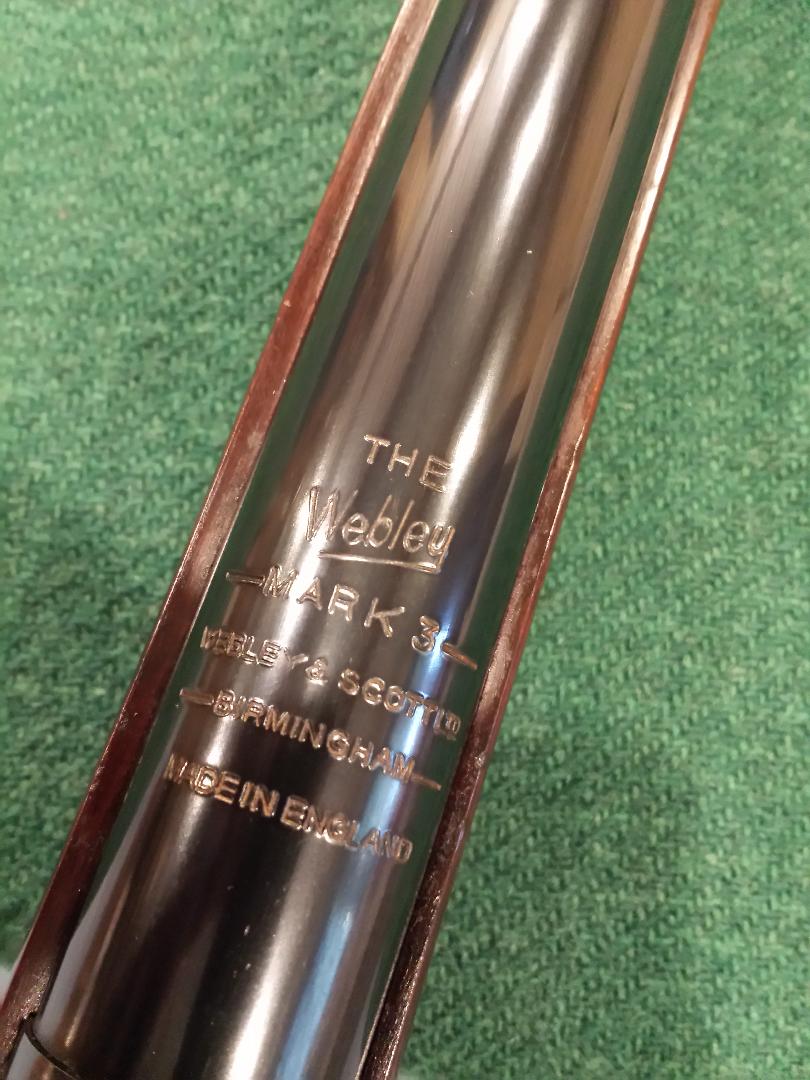 THE
Webley
—MARK 3—
WEBLEY & SCOTT LTD
—BIRMINGHAM—
MADE IN ENGLAND